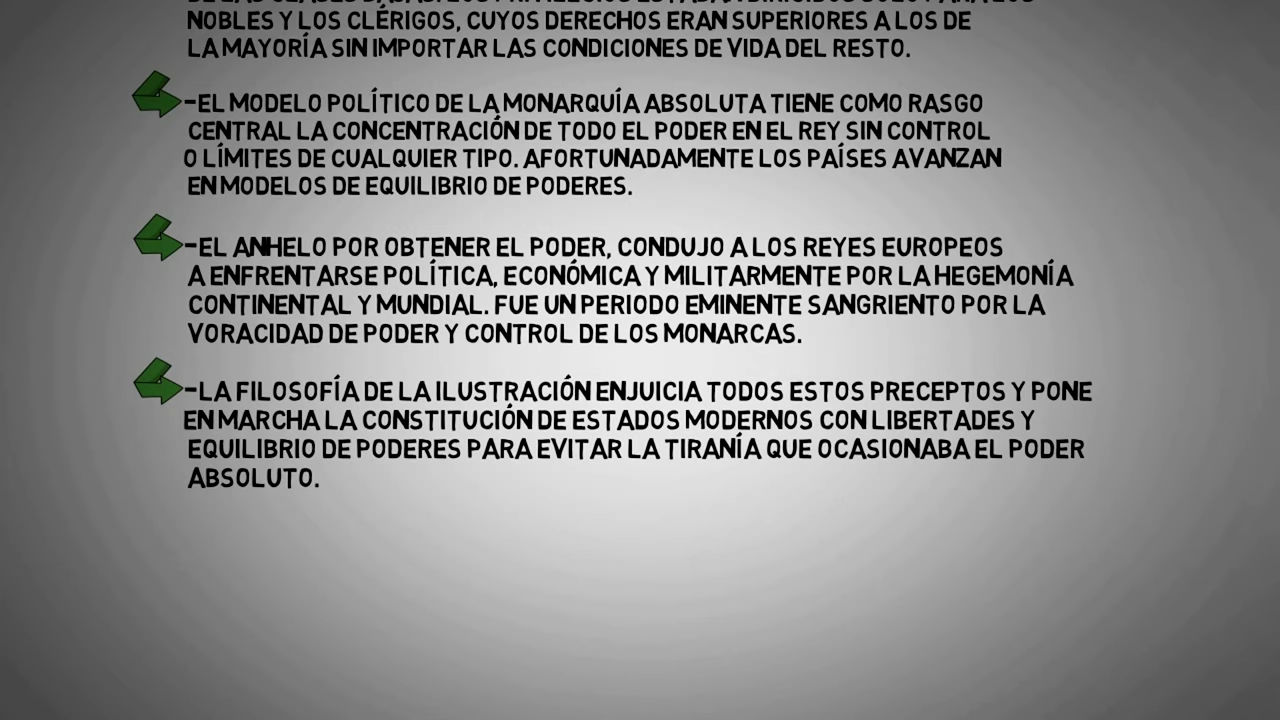 NOBLES Y LOS CLÉRIGOS, CUYOS DERECHOS ERAN SUPERIORES A LOS DE
LA MAYORÍA SIN IMPORTAR LAS CONDICIONES DE VIDA DEL RESTO.
-EL MODELO POLÍTICO DE LA MONARQUÍA ABSOLUTA TIENE COMO RASGO
CENTRAL LA CONCENTRACIÓN DE TODO EL PODER EN EL REY SIN CONTROL
O LÍMITES DE CUALQUIER TIPO. AFORTUNADAMENTE LOS PAÍSES AVANZAN
EN MODELOS DE EQUILIBRIO DE PODERES.
-EL ANHELO POR OBTENER EL PODER, CONDUJO A LOS REYES EUROPEOS
A ENFRENTARSE POLÍTICA, ECONÓMICA Y MILITARMENTE POR LA HEGEMONÍA
CONTINENTAL Y MUNDIAL. FUE UN PERIODO EMINENTE SANGRIENTO POR LA
VORACIDAD DE PODER Y CONTROL DE LOS MONARCAS.
-LA FILOSOFÍA DE LA ILUSTRACIÓN ENJUICIA TODOS ESTOS PRECEPTOS Y PONE
EN MARCHA LA CONSTITUCIÓN DE ESTADOS MODERNOS CON LIBERTADES Y
EQUILIBRIO DE PODERES PARA EVITAR LA TIRANÍA QUE OCASIONABA EL PODER
ABSOLUTO.